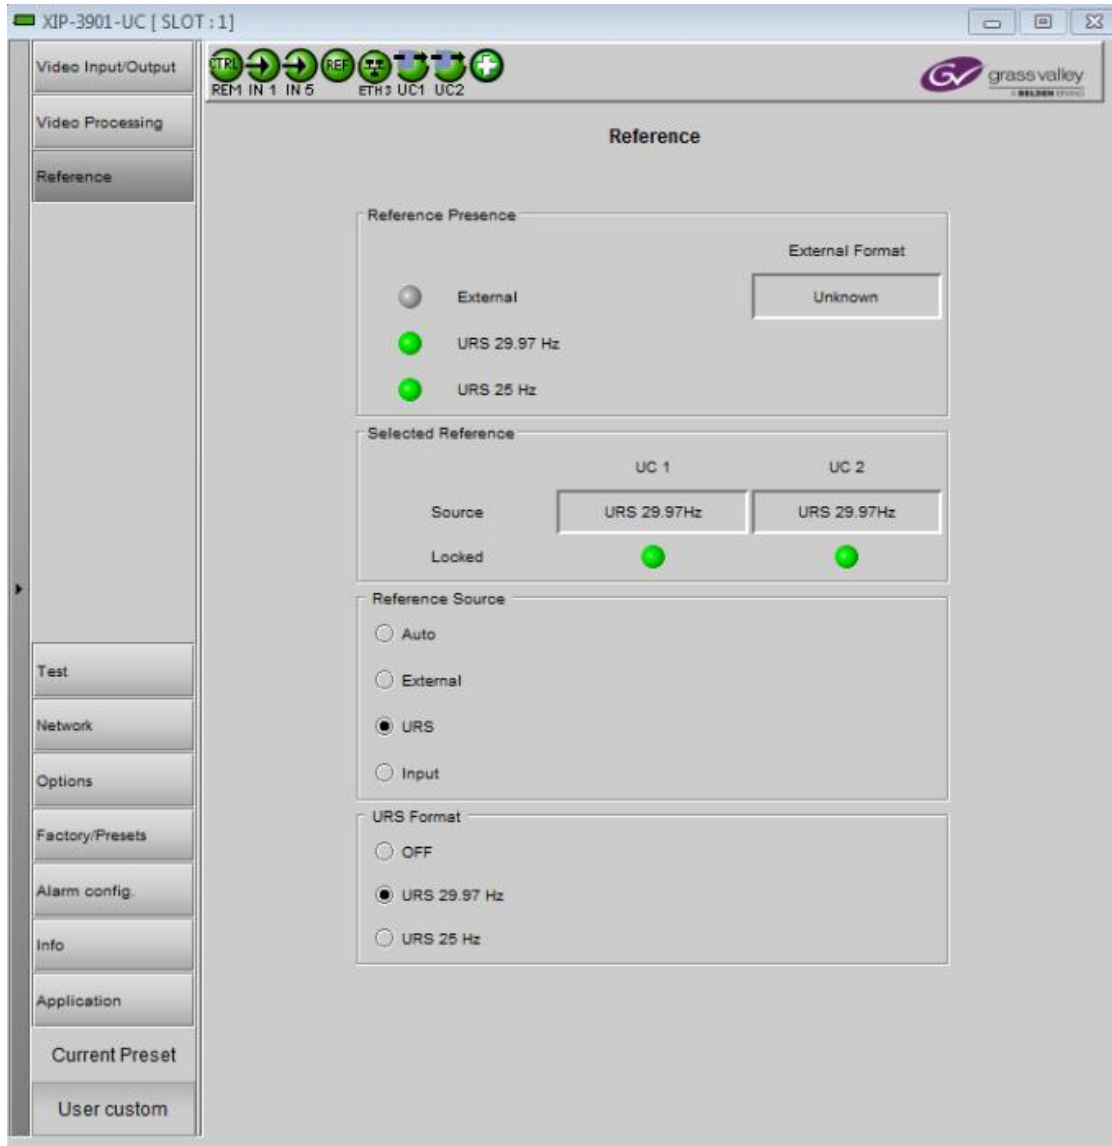 XIP-3901-UC [ SLOT : 1]
Video Input/Output
Video Processing
Reference
Test
Network
Options
Factory/Presets
Alarm config.
Info
Application
Current Preset
User custom
CTRL REF
REM IN 1 IN 5 ETH 3 UC1 UC2
GV grass valley
A BELDEN BRAND
Reference
Reference Presence
External Format
External Unknown
URS 29.97 Hz
URS 25 Hz
Selected Reference
UC 1 UC 2
Source URS 29.97Hz URS 29.97Hz
Locked
Reference Source
Auto
External
URS
Input
URS Format
OFF
URS 29.97 Hz
URS 25 Hz